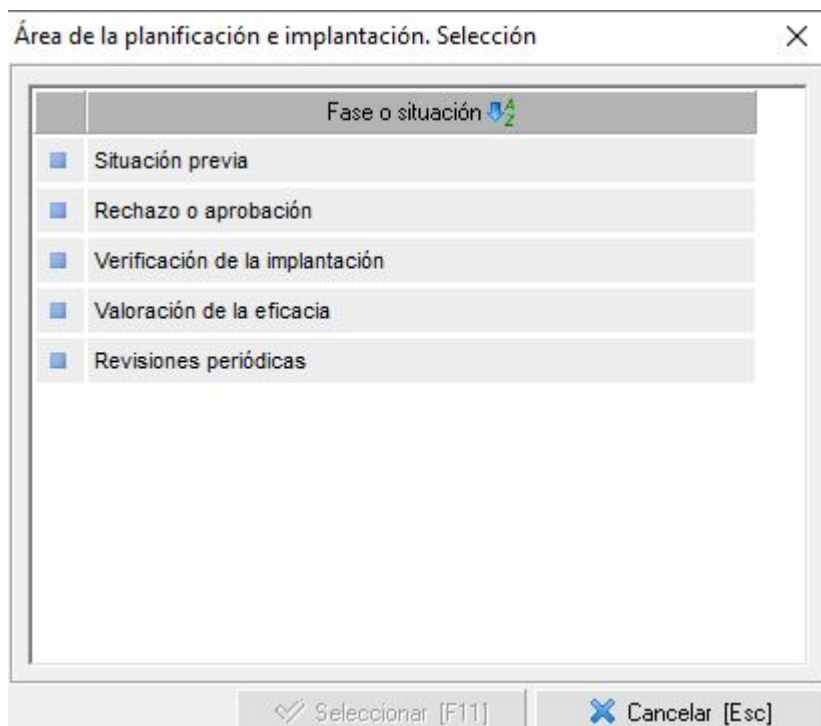 Área de la planificación e implantación. Selección
Fase o situación
Situación previa
Rechazo o aprobación
Verificación de la implantación
Valoración de la eficacia
Revisiones periódicas
Seleccionar [F11]
Cancelar [Esc]